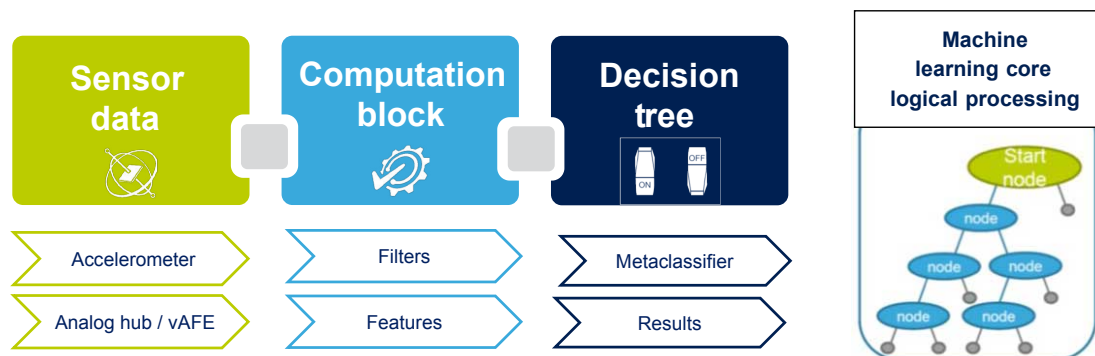 Sensor
data
Computation
block
Decision
tree
ON
OFF
Accelerometer
Filters
Metaclassifier
Analog hub / vAFE
Features
Results
Machine
learning core
logical processing
Start
node
node
node
node
node
node